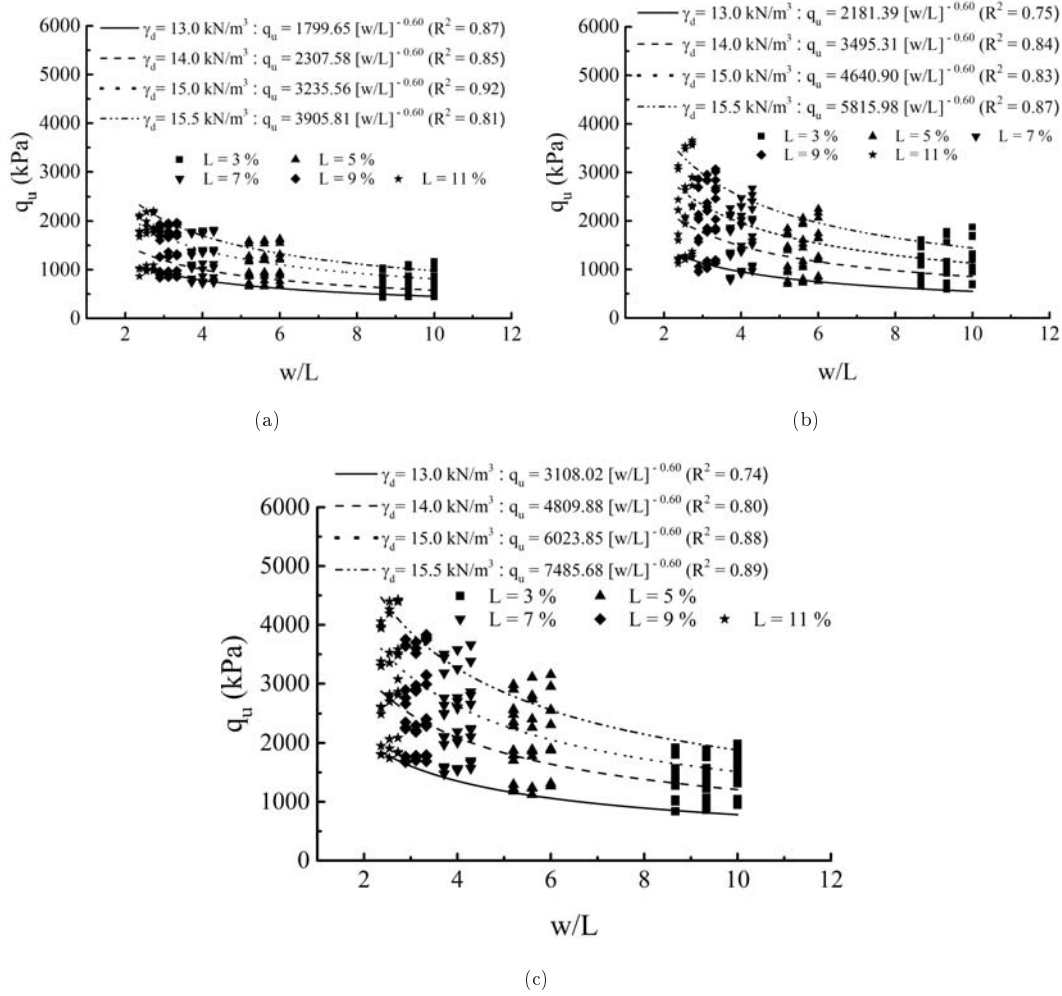 γd= 13.0 kN/m³ : qu = 1799.65 [w/L]^-0.60 (R² = 0.87)
γd= 14.0 kN/m³ : qu = 2307.58 [w/L]^-0.60 (R² = 0.85)
γd= 15.0 kN/m³ : qu = 3235.56 [w/L]^-0.60 (R² = 0.92)
γd= 15.5 kN/m³ : qu = 3905.81 [w/L]^-0.60 (R² = 0.81)
L = 3 % L = 5%
L = 7 % L = 9 % L = 11 %
6000
5000
4000
3000
2000
1000
0
qu (kPa)
2 4 6 8 10 12
w/L
(a)
γd= 13.0 kN/m³ : qu = 2181.39 [w/L]^-0.60 (R² = 0.75)
γd= 14.0 kN/m³ : qu = 3495.31 [w/L]^-0.60 (R² = 0.84)
γd= 15.0 kN/m³ : qu = 4640.90 [w/L]^-0.60 (R² = 0.83)
γd= 15.5 kN/m³ : qu = 5815.98 [w/L]^-0.60 (R² = 0.87)
L = 3 % L = 5 % L = 7 %
L = 9 % L = 11 %
6000
5000
4000
3000
2000
1000
0
qu (kPa)
2 4 6 8 10 12
w/L
(b)
γd= 13.0 kN/m³ : qu = 3108.02 [w/L]^-0.60 (R² = 0.74)
γd= 14.0 kN/m³ : qu = 4809.88 [w/L]^-0.60 (R² = 0.80)
γd= 15.0 kN/m³ : qu = 6023.85 [w/L]^-0.60 (R² = 0.88)
γd= 15.5 kN/m³ : qu = 7485.68 [w/L]^-0.60 (R² = 0.89)
L = 3 % L = 5 %
L = 7 % L = 9 % L = 11 %
6000
5000
4000
3000
2000
1000
0
qu (kPa)
2 4 6 8 10 12
w/L
(c)